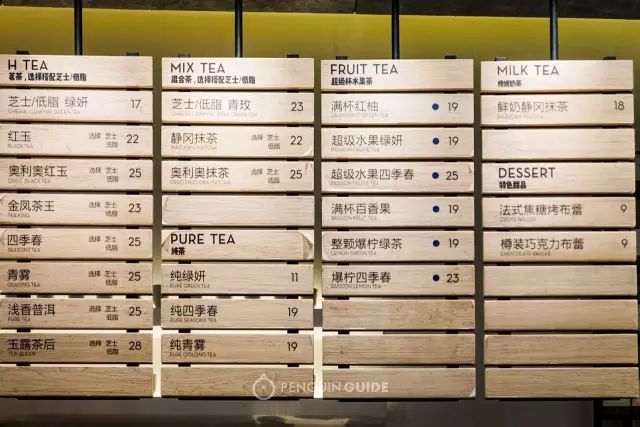 H TEA
茗茶，选择搭配芝士/低脂
芝士/低脂 绿妍 17
红玉 选择 芝士 低脂 22
BLACK TEA
奥利奥红玉 选择 芝士 低脂 25
OREO BLACK TEA
金凤茶王 选择 芝士 低脂 23
TEA KING
四季春 选择 芝士 低脂 25
SEASONS TEA
青雾 选择 芝士 低脂 25
OOLONG TEA
浅香普洱 选择 芝士 低脂 25
PURE TEA
玉露茶后 选择 芝士 低脂 28
TEA QUEEN
MIX TEA
混合茶，选择搭配芝士/低脂
芝士/低脂 青玫 23
静冈抹茶 选择 芝士 低脂 22
SHIZUOKA MATCHA
奥利奥抹茶 选择 芝士 低脂 25
OREO SHIZUOKA MATCHA
PURE TEA
纯茶
纯绿妍 11
PURE GREEN TEA
纯四季春 19
PURE SEASONS TEA
纯青雾 19
PURE OOLONG TEA
FRUIT TEA
超级杯水果茶
满杯红柚 19
超级水果绿妍 19
超级水果四季春 25
满杯百香果 19
整颗爆柠绿茶 19
LEMON GREEN TEA
爆柠四季春 23
MILK TEA
传统奶茶
鲜奶静冈抹茶 18
SHIZUOKA MATCHA
DESSERT
特色甜品
法式焦糖烤布蕾 9
CREME BRULEE
樽装巧克力布蕾 9
CHOCOLATE BRULEE
PENGUIN GUIDE